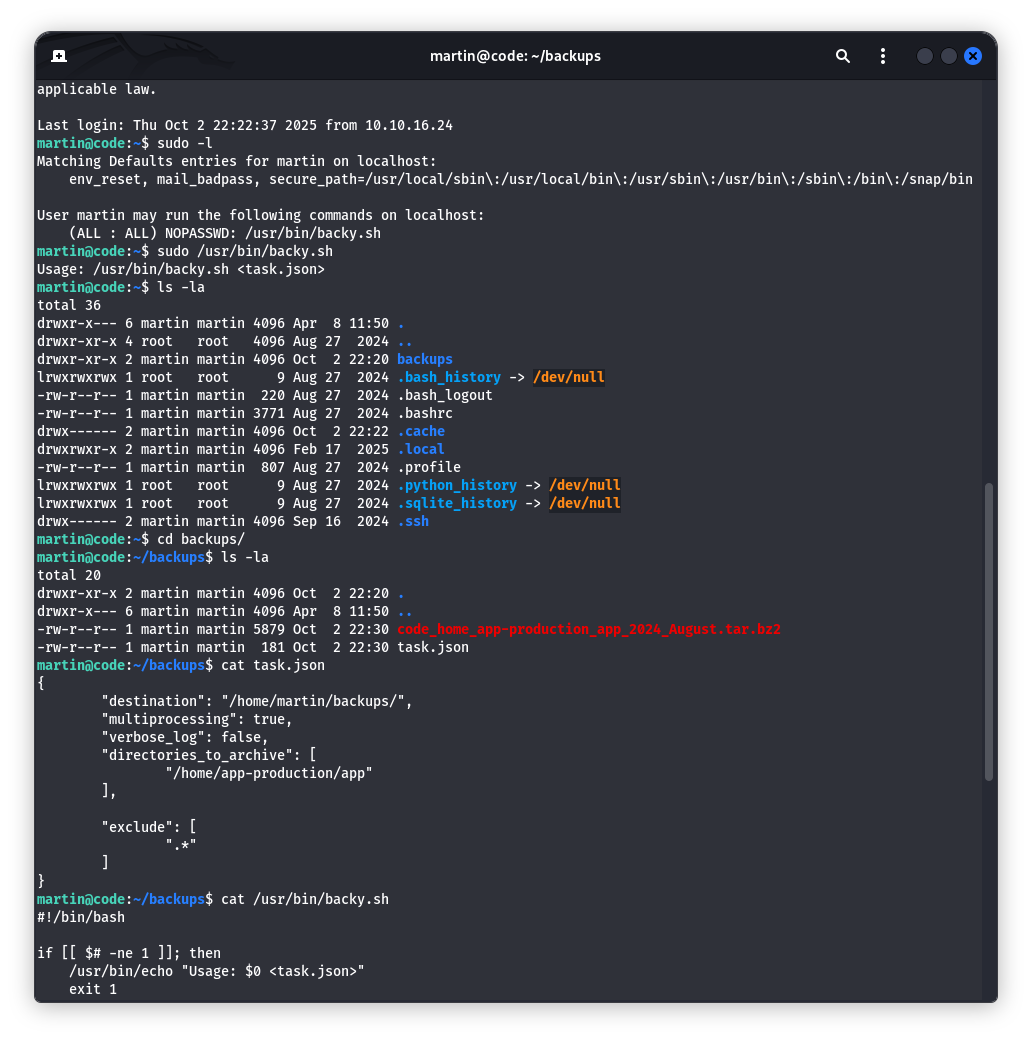 martin@code: ~/backups
applicable law.

Last login: Thu Oct 2 22:22:37 2025 from 10.10.16.24
martin@code:~$ sudo -l
Matching Defaults entries for martin on localhost:
    env_reset, mail_badpass, secure_path=/usr/local/sbin\:/usr/local/bin\:/usr/sbin\:/usr/bin\:/sbin\:/bin\:/snap/bin

User martin may run the following commands on localhost:
    (ALL : ALL) NOPASSWD: /usr/bin/backy.sh
martin@code:~$ sudo /usr/bin/backy.sh
Usage: /usr/bin/backy.sh <task.json>
martin@code:~$ ls -la
total 36
drwxr-x--- 6 martin martin 4096 Apr  8 11:50 .
drwxr-xr-x 4 root   root   4096 Aug 27  2024 ..
drwxr-xr-x 2 martin martin 4096 Oct  2 22:20 backups
lrwxrwxrwx 1 root   root      9 Aug 27  2024 .bash_history -> /dev/null
-rw-r--r-- 1 martin martin  220 Aug 27  2024 .bash_logout
-rw-r--r-- 1 martin martin 3771 Aug 27  2024 .bashrc
drwx------ 2 martin martin 4096 Oct  2 22:22 .cache
drwxrwxr-x 2 martin martin 4096 Feb 17  2025 .local
-rw-r--r-- 1 martin martin  807 Aug 27  2024 .profile
lrwxrwxrwx 1 root   root      9 Aug 27  2024 .python_history -> /dev/null
lrwxrwxrwx 1 root   root      9 Aug 27  2024 .sqlite_history -> /dev/null
drwx------ 2 martin martin 4096 Sep 16  2024 .ssh
martin@code:~$ cd backups/
martin@code:~/backups$ ls -la
total 20
drwxr-xr-x 2 martin martin 4096 Oct  2 22:20 .
drwxr-x--- 6 martin martin 4096 Apr  8 11:50 ..
-rw-r--r-- 1 martin martin 5879 Oct  2 22:30 code_home_app-production_app_2024_August.tar.bz2
-rw-r--r-- 1 martin martin  181 Oct  2 22:30 task.json
martin@code:~/backups$ cat task.json
{
        "destination": "/home/martin/backups/",
        "multiprocessing": true,
        "verbose_log": false,
        "directories_to_archive": [
                "/home/app-production/app"
        ],

        "exclude": [
                ".*"
        ]
}
martin@code:~/backups$ cat /usr/bin/backy.sh
#!/bin/bash

if [[ $# -ne 1 ]]; then
    /usr/bin/echo "Usage: $0 <task.json>"
    exit 1